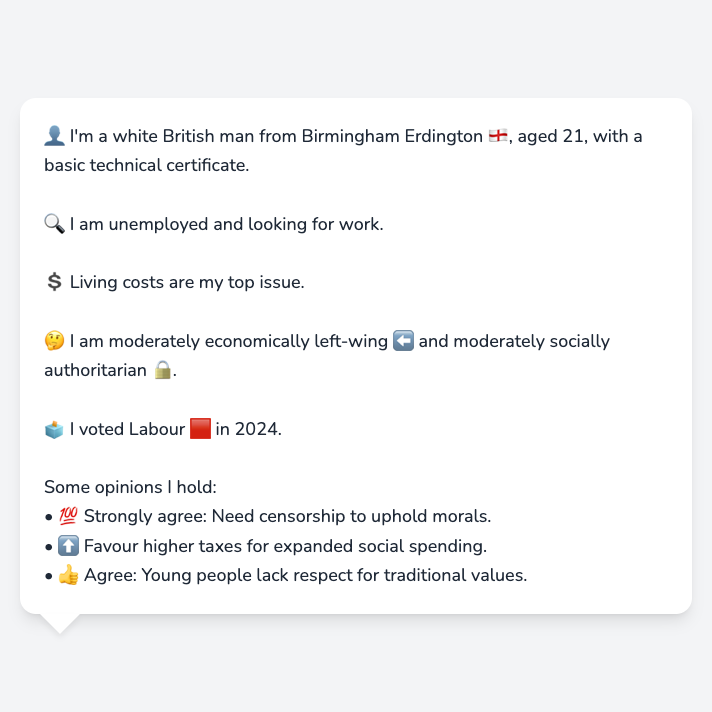 👤 I'm a white British man from Birmingham Erdington 🏴󠁧󠁢󠁥󠁮󠁧󠁿, aged 21, with a
basic technical certificate.
🔍 I am unemployed and looking for work.
💲 Living costs are my top issue.
🤔 I am moderately economically left-wing ⬅️ and moderately socially
authoritarian 🔒.
🗳️ I voted Labour 🟥 in 2024.
Some opinions I hold:
• 💯 Strongly agree: Need censorship to uphold morals.
• ⬆️ Favour higher taxes for expanded social spending.
• 👍 Agree: Young people lack respect for traditional values.